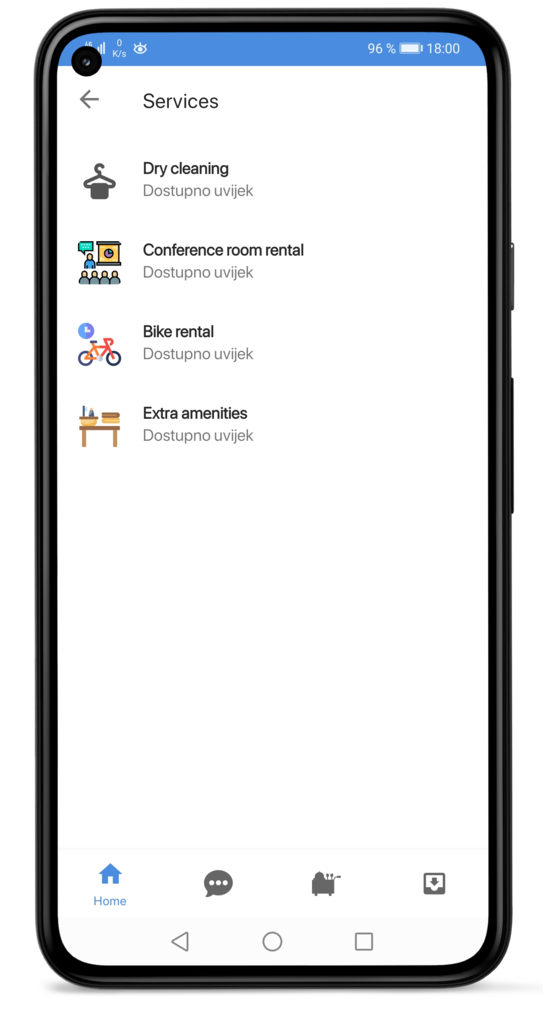 0
K/s
96 % 18:00
Services
Dry cleaning
Dostupno uvijek
Conference room rental
Dostupno uvijek
Bike rental
Dostupno uvijek
Extra amenities
Dostupno uvijek
Home